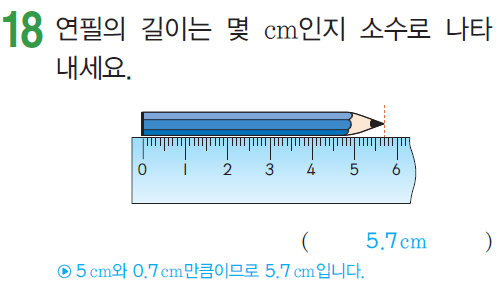 18 연필의 길이는 몇 cm인지 소수로 나타
내세요.
0 1 2 3 4 5 6
( 5.7cm )
▶ 5cm와 0.7cm만큼이므로 5.7cm입니다.